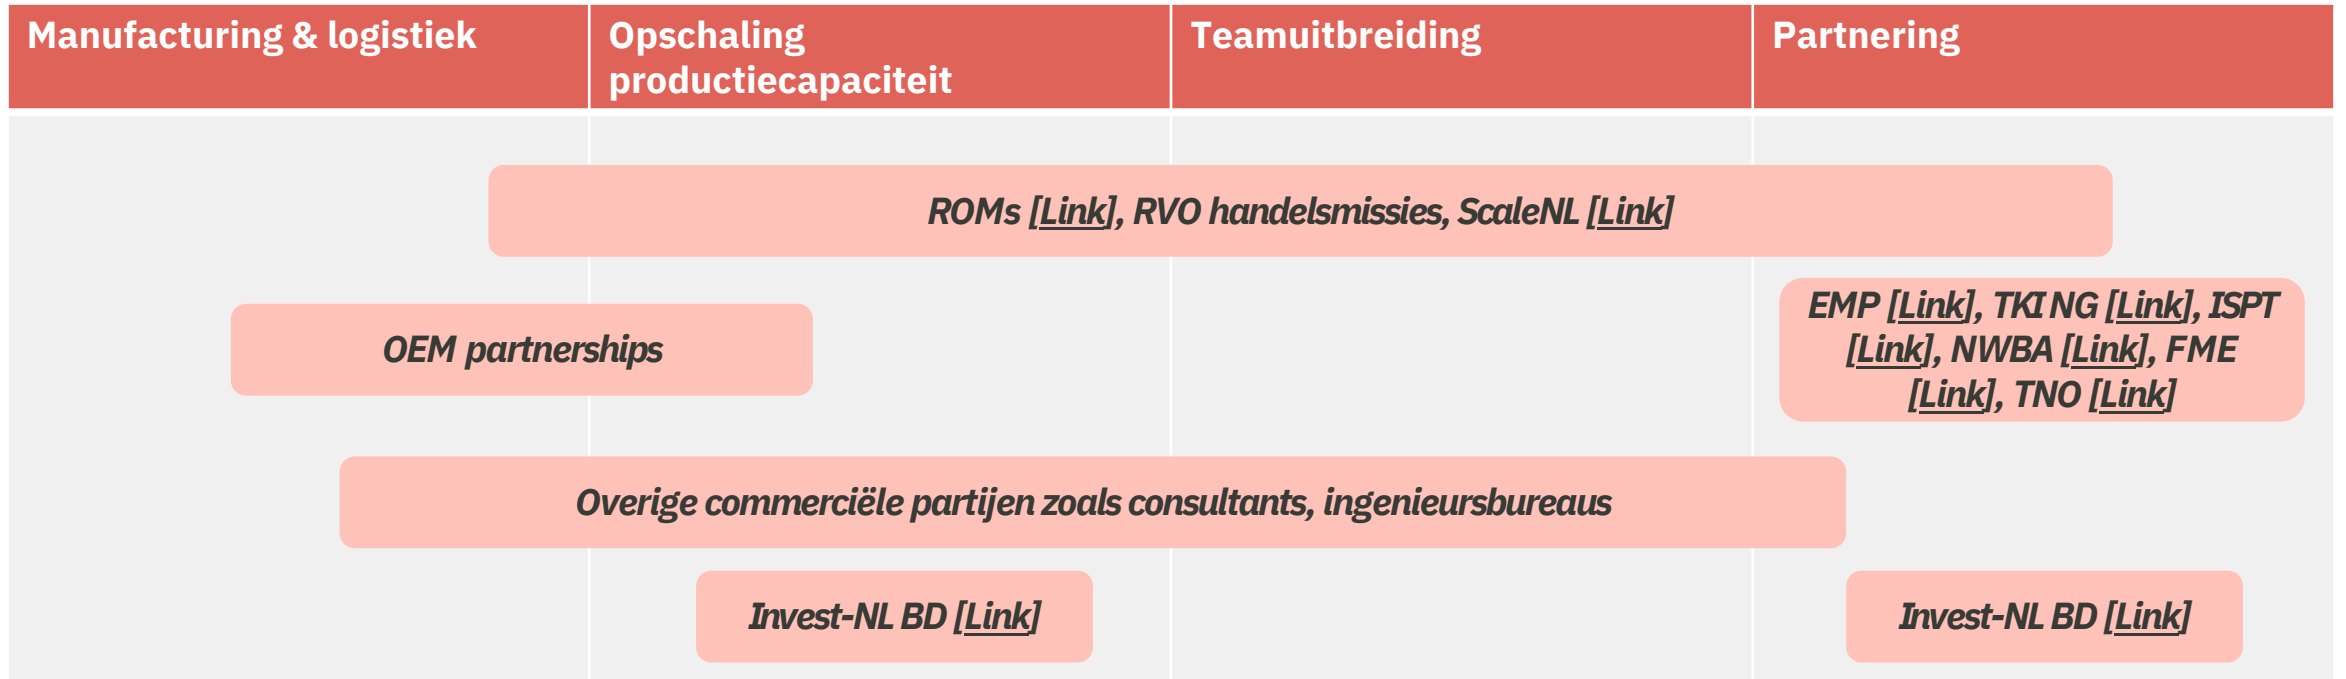 Manufacturing & logistiek
Opschaling
productiecapaciteit
Teamuitbreiding
Partnering
ROMs [Link], RVO handelsmissies, ScaleNL [Link]
EMP [Link], TKI NG [Link], ISPT
[Link], NWBA [Link], FME
[Link], TNO [Link]
OEM partnerships
Overige commerciële partijen zoals consultants, ingenieursbureaus
Invest-NL BD [Link]
Invest-NL BD [Link]